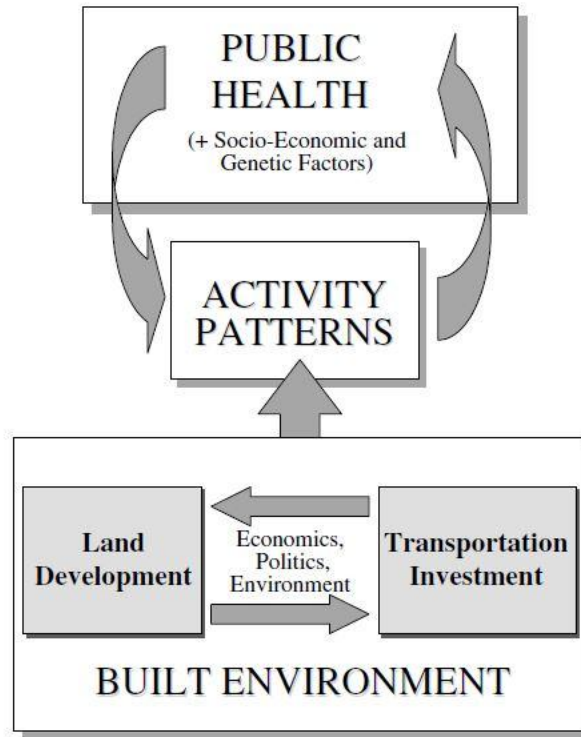 PUBLIC
HEALTH
(+ Socio-Economic and
Genetic Factors)
ACTIVITY
PATTERNS
Land
Development
Economics,
Politics,
Environment
Transportation
Investment
BUILT ENVIRONMENT